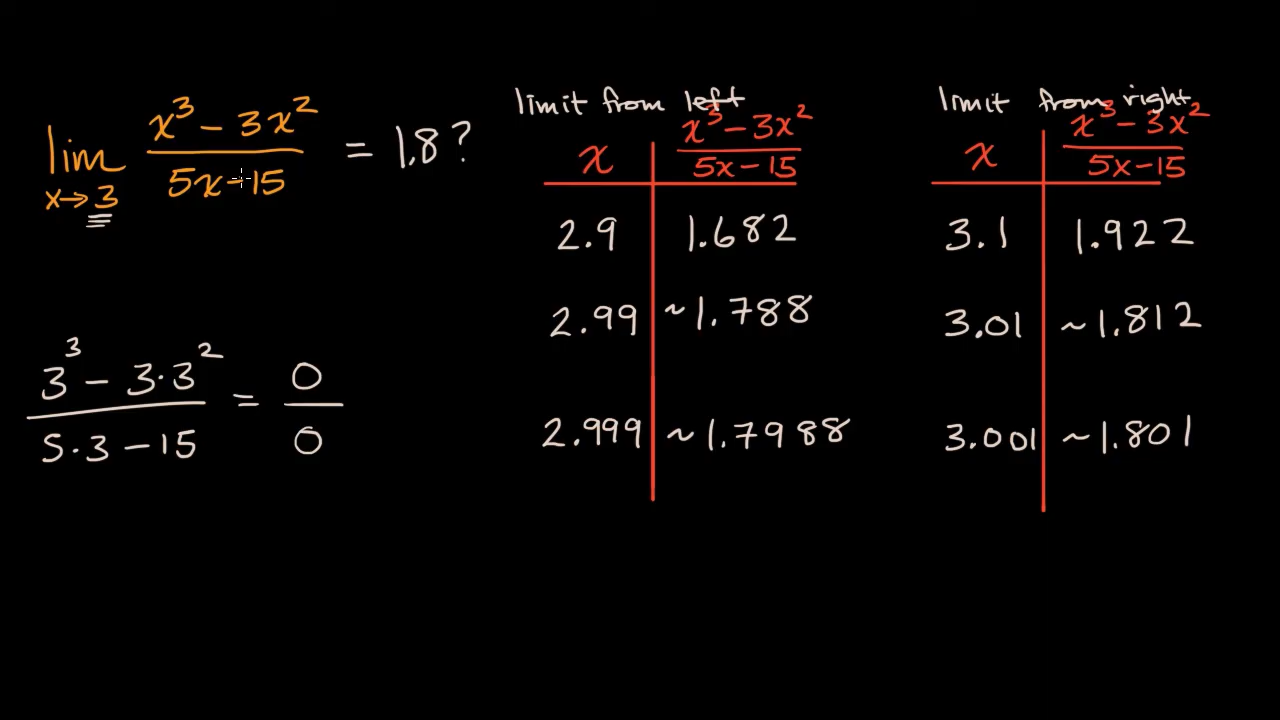 lim x→3 (x³ − 3x²)/(5x − 15) = 1.8?
(3³ − 3·3²)/(5·3 − 15) = 0/0
limit from left
x | (x³ − 3x²)/(5x − 15)
2.9 | 1.682
2.99 | ~1.788
2.999 | ~1.7988
limit from right
x | (x³ − 3x²)/(5x − 15)
3.1 | 1.922
3.01 | ~1.812
3.001 | ~1.801